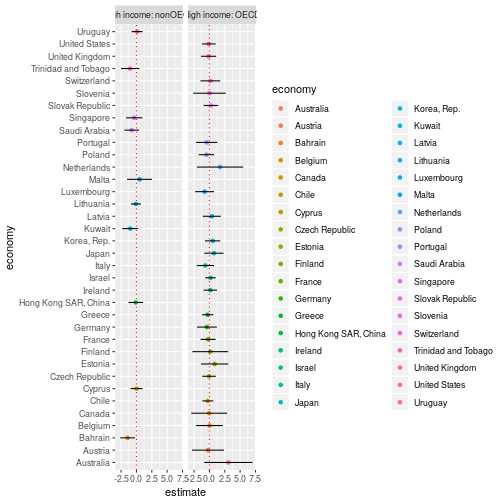 h income: nonOE
igh income: OECD
Uruguay
United States
United Kingdom
Trinidad and Tobago
Switzerland
Slovenia
Slovak Republic
Singapore
Saudi Arabia
Portugal
Poland
Netherlands
Malta
Luxembourg
Lithuania
Latvia
Kuwait
Korea, Rep.
Japan
Italy
Israel
Ireland
Hong Kong SAR, China
Greece
Germany
France
Finland
Estonia
Czech Republic
Cyprus
Chile
Canada
Belgium
Bahrain
Austria
Australia
economy
-2.5 0.0 2.5 5.0 7.5
-2.5 0.0 2.5 5.0 7.5
estimate
economy
Australia
Austria
Bahrain
Belgium
Canada
Chile
Cyprus
Czech Republic
Estonia
Finland
France
Germany
Greece
Hong Kong SAR, China
Ireland
Israel
Italy
Japan
Korea, Rep.
Kuwait
Latvia
Lithuania
Luxembourg
Malta
Netherlands
Poland
Portugal
Saudi Arabia
Singapore
Slovak Republic
Slovenia
Switzerland
Trinidad and Tobago
United Kingdom
United States
Uruguay